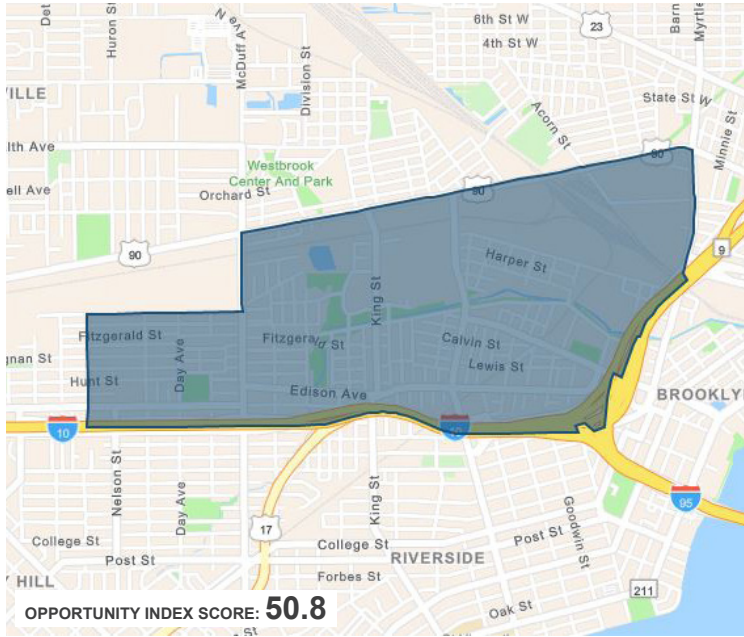 Det
Huron St
McDuff Ave N
Division St
6th St W
4th St W
23
Barn
Myrtle
ILLE
State St W
Acorn St
Minnie St
lth Ave
Westbrook
Center And Park
90
ell Ave
Orchard St
90
90
Harper St
9
King St
Fitzgerald St
Fitzgerald St
Calvin St
Day Ave
Lewis St
gnan St
Hunt St
Edison Ave
BROOKLY
10
10
Nelson St
95
Day Ave
17
King St
Goodwin St
College St
College St
Post St
Post St
RIVERSIDE
Forbes St
HILL
211
OPPORTUNITY INDEX SCORE: 50.8
Oak St
St